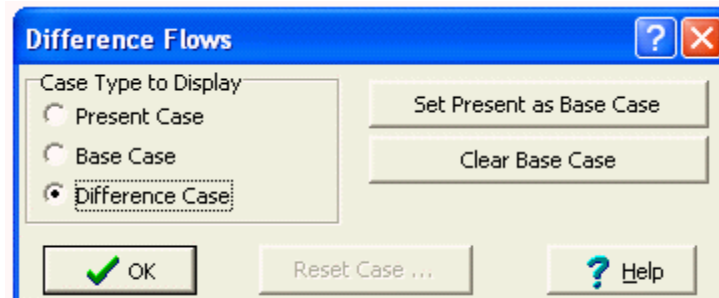 Difference Flows
Case Type to Display
Present Case
Base Case
Difference Case
Set Present as Base Case
Clear Base Case
OK
Reset Case ...
? Help